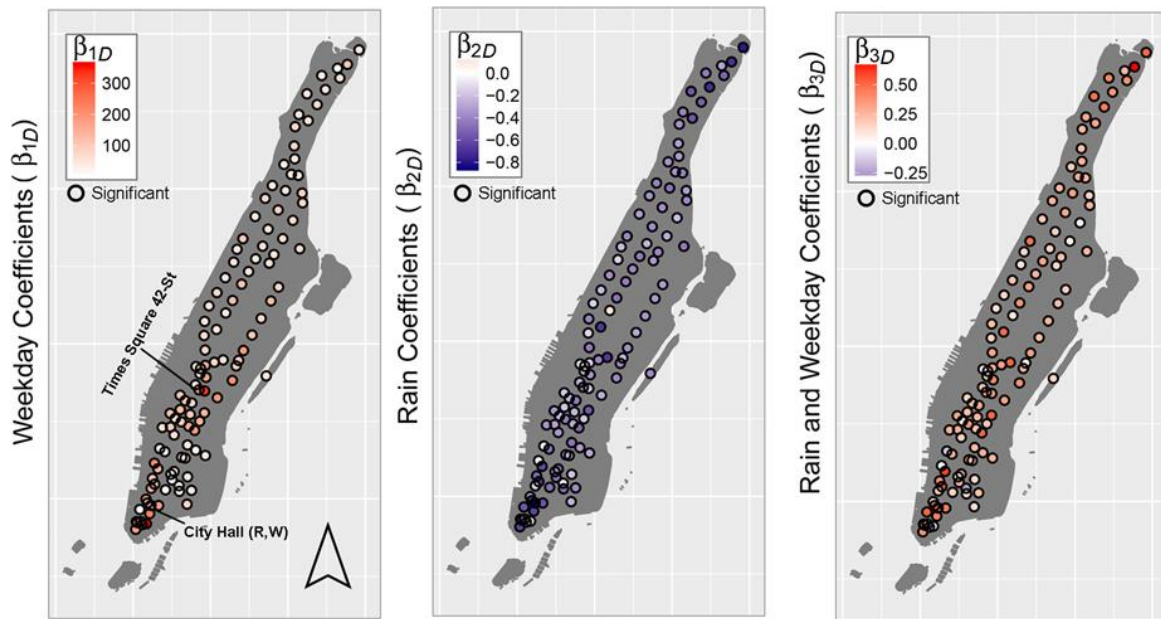 Weekday Coefficients ( β1D)
β1D
300
200
100
Significant
Times Square 42-St
City Hall (R,W)
Rain Coefficients ( β2D)
β2D
0.0
−0.2
−0.4
−0.6
−0.8
Significant
Rain and Weekday Coefficients ( β3D)
β3D
0.50
0.25
0.00
−0.25
Significant